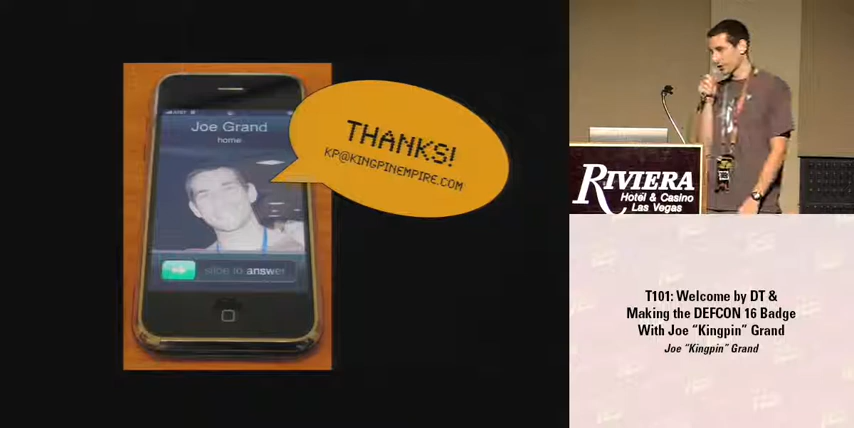 AT&T
Joe Grand
home
slide to answer
THANKS!
KP@KINGPINEMPIRE.COM
RIVIERA
Hotel & Casino
Las Vegas
T101: Welcome by DT &
Making the DEFCON 16 Badge
With Joe “Kingpin” Grand
Joe “Kingpin” Grand